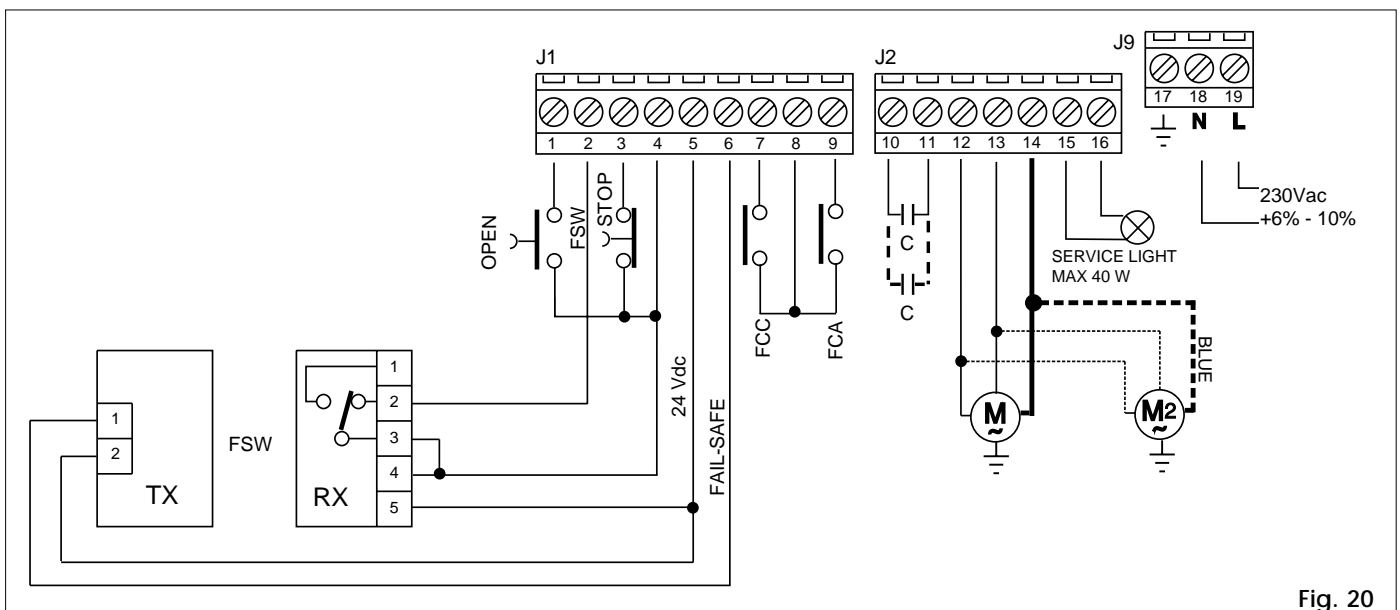 J1
J2
J9
1 2 3 4 5 6 7 8 9
10 11 12 13 14 15 16
17 18 19
N L
230Vac
+6% - 10%
OPEN
FSW
STOP
FCC
FCA
C
C
SERVICE LIGHT
MAX 40 W
24 Vdc
FAIL-SAFE
BLUE
M
~
M2
~
1
2
TX
FSW
RX
1
2
3
4
5
Fig. 20